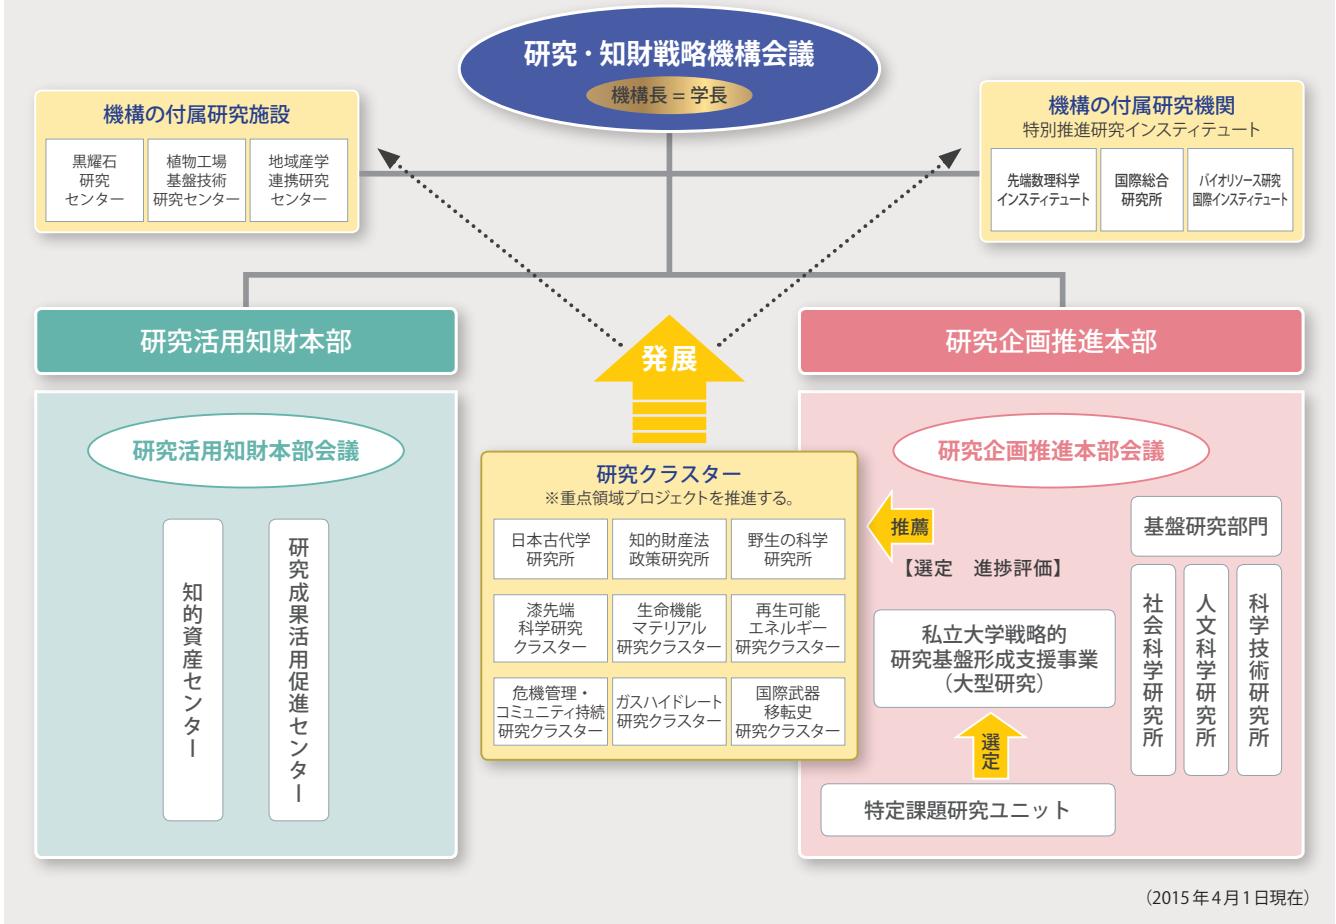 研究・知財戦略機構会議
機構長 = 学長
機構の付属研究施設
黒耀石
研究
センター
植物工場
基盤技術
研究センター
地域産学
連携研究
センター
機構の付属研究機関
特別推進研究インスティテュート
先端数理科学
インスティテュート
国際総合
研究所
バイオリソース研究
国際インスティテュート
研究活用知財本部
研究活用知財本部会議
知的資産センター
研究成果活用促進センター
発展
研究クラスター
※重点領域プロジェクトを推進する。
日本古代学
研究所
知的財産法
政策研究所
野生の科学
研究所
漆先端
科学研究
クラスター
生命機能
マテリアル
研究クラスター
再生可能
エネルギー
研究クラスター
危機管理・
コミュニティ持続
研究クラスター
ガスハイドレート
研究クラスター
国際武器
移転史
研究クラスター
研究企画推進本部
研究企画推進本部会議
推薦
【選定　進捗評価】
私立大学戦略的
研究基盤形成支援事業
（大型研究）
選定
特定課題研究ユニット
基盤研究部門
社会科学研究所
人文科学研究所
科学技術研究所
（2015年4月1日現在）